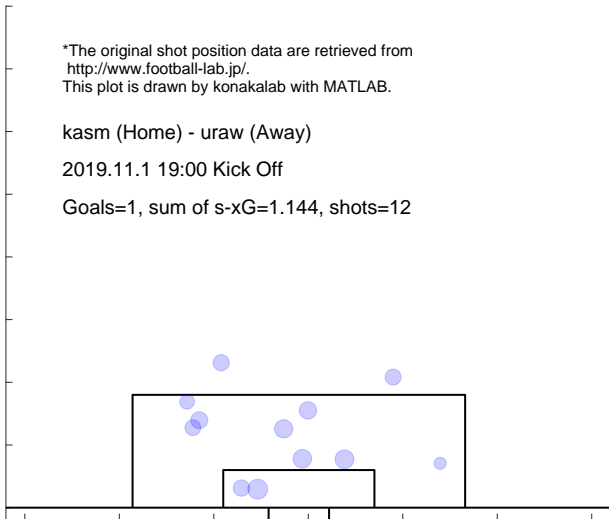 *The original shot position data are retrieved from
http://www.football-lab.jp/.
This plot is drawn by konakalab with MATLAB.
kasm (Home) - uraw (Away)
2019.11.1 19:00 Kick Off
Goals=1, sum of s-xG=1.144, shots=12